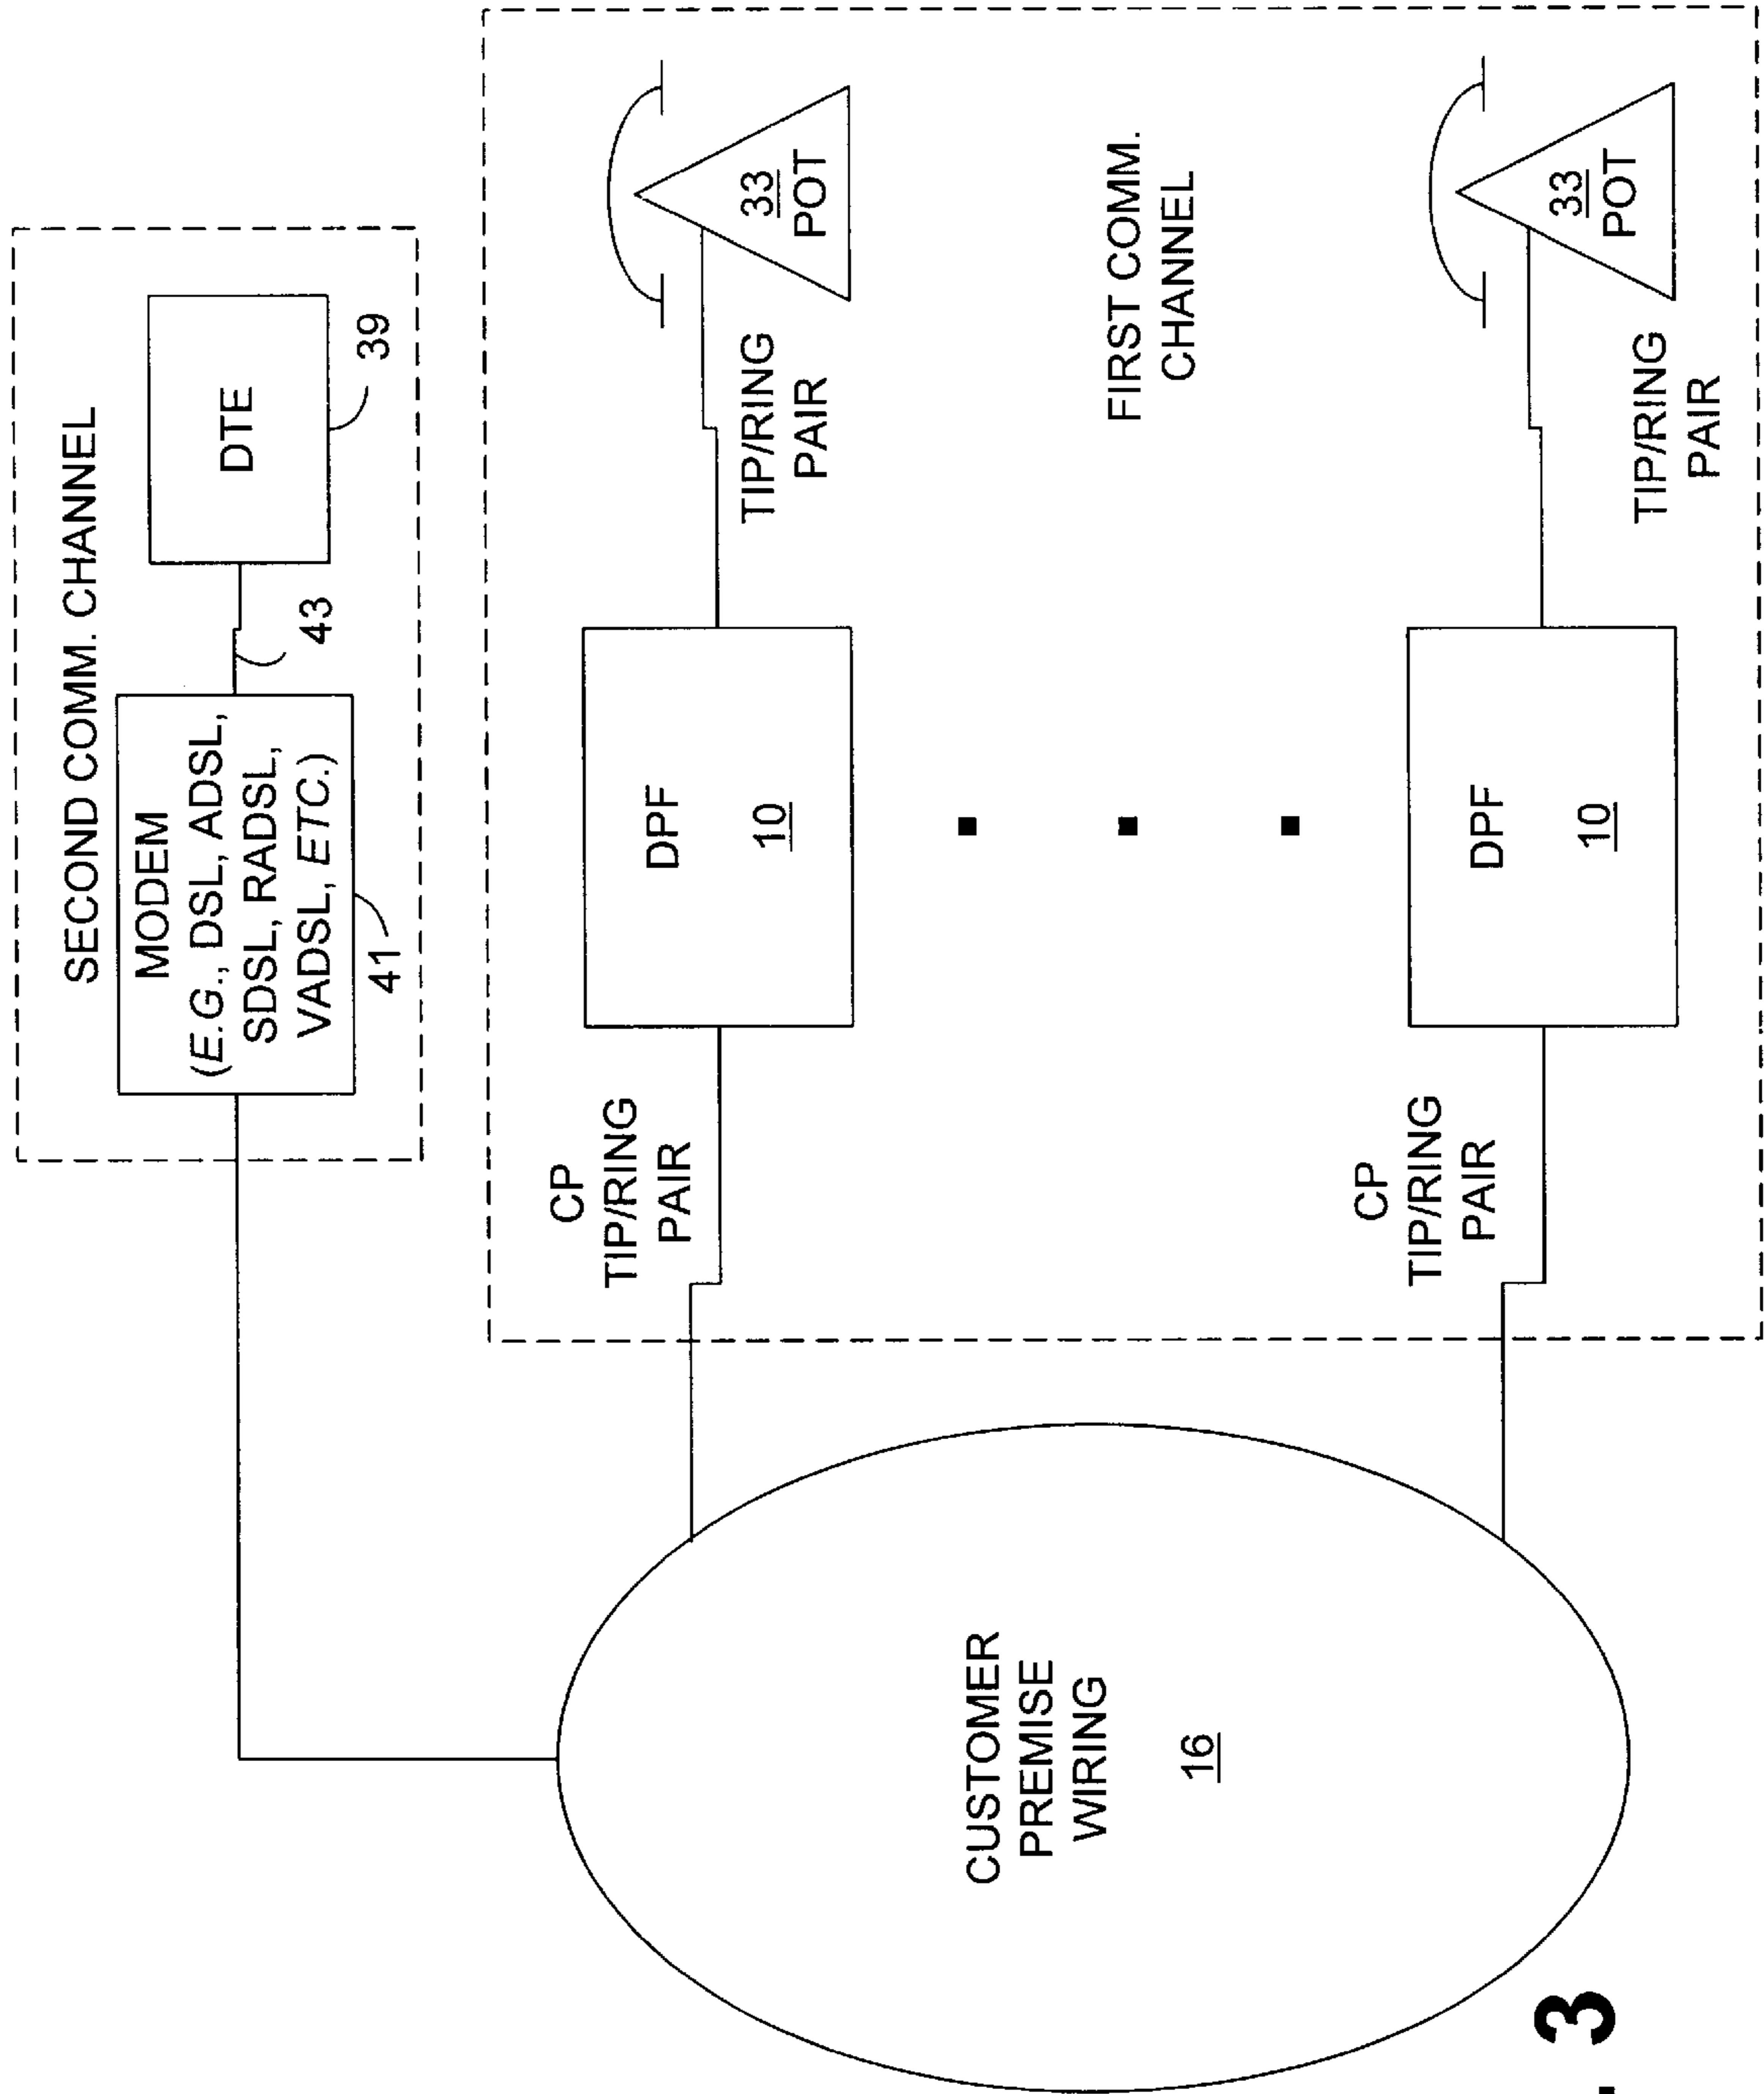 SECOND COMM. CHANNEL
MODEM
(E.G., DSL, ADSL,
SDSL, RADSL,
VADSL, ETC.)
41
43
DTE
39
CP
TIP/RING
PAIR
DPF
10
TIP/RING
PAIR
33
POT
FIRST COMM.
CHANNEL
CUSTOMER
PREMISE
WIRING
16
CP
TIP/RING
PAIR
DPF
10
TIP/RING
PAIR
33
POT
. 3